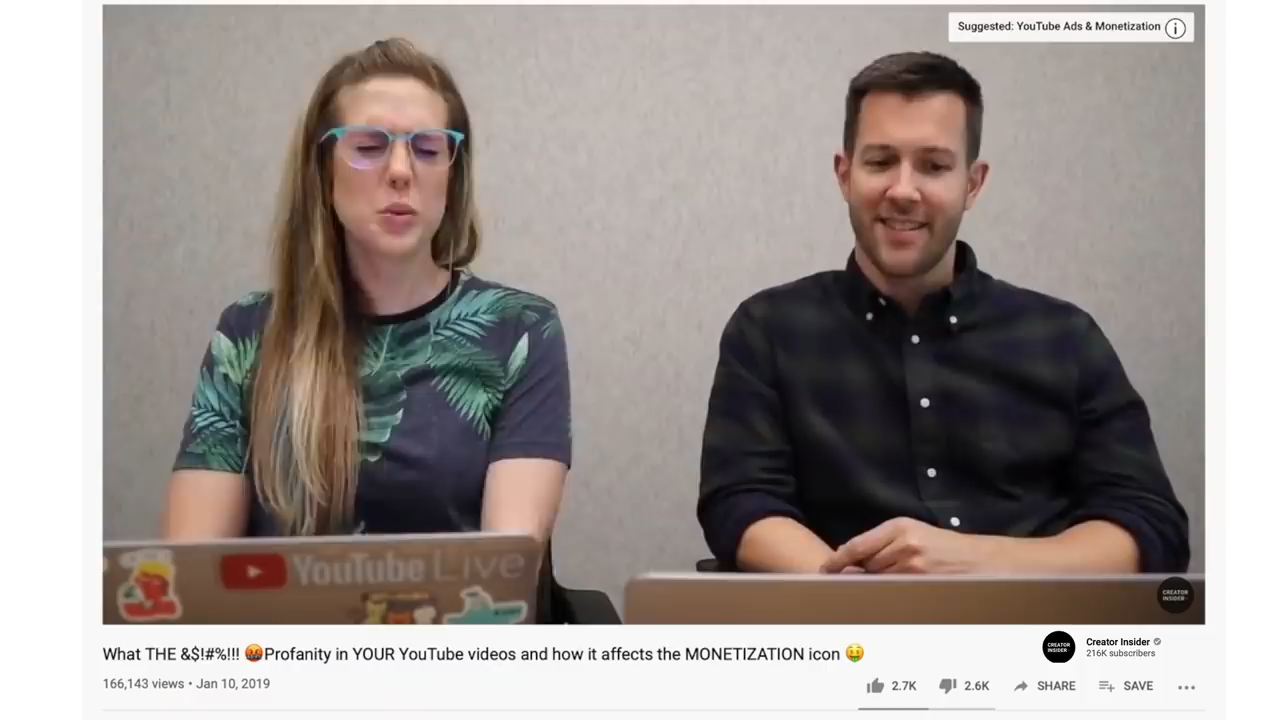 Suggested: YouTube Ads & Monetization
YouTube Live
CREATOR
INSIDER
What THE &$!#%!!! 🤬Profanity in YOUR YouTube videos and how it affects the MONETIZATION icon 🤑
166,143 views • Jan 10, 2019
CREATOR
INSIDER
Creator Insider
216K subscribers
2.7K
2.6K
SHARE
SAVE